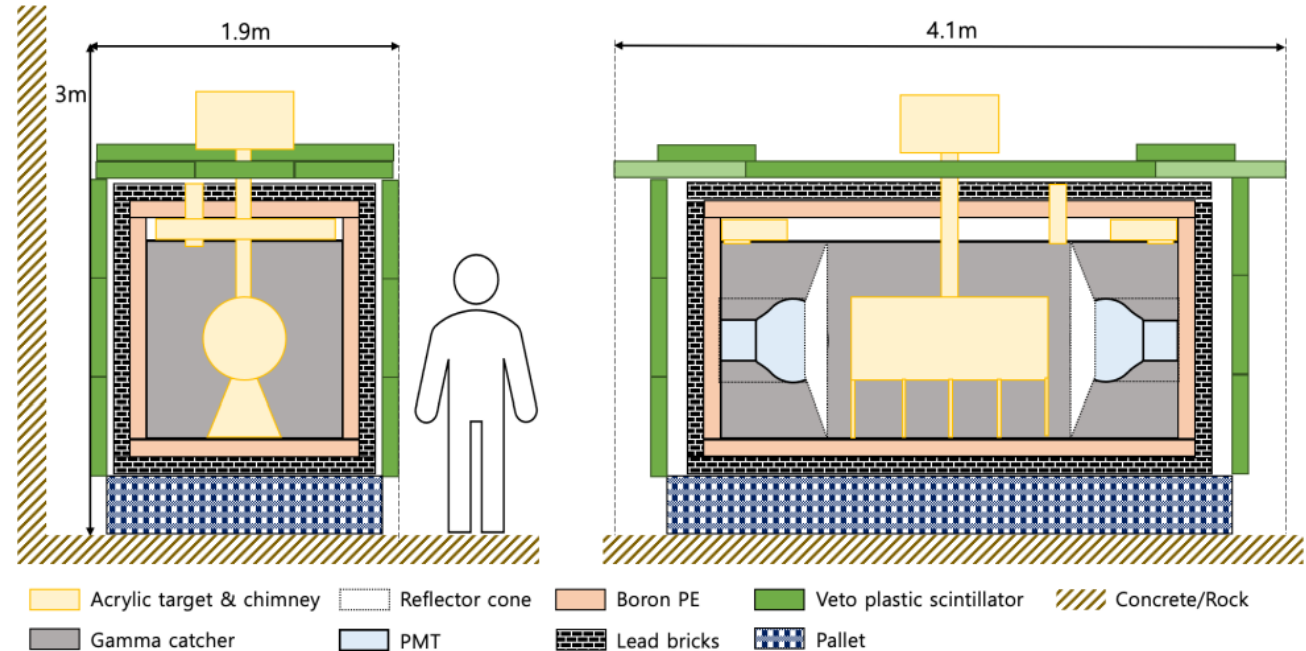 1.9m
4.1m
3m
Acrylic target & chimney
Reflector cone
Boron PE
Veto plastic scintillator
Concrete/Rock
Gamma catcher
PMT
Lead bricks
Pallet